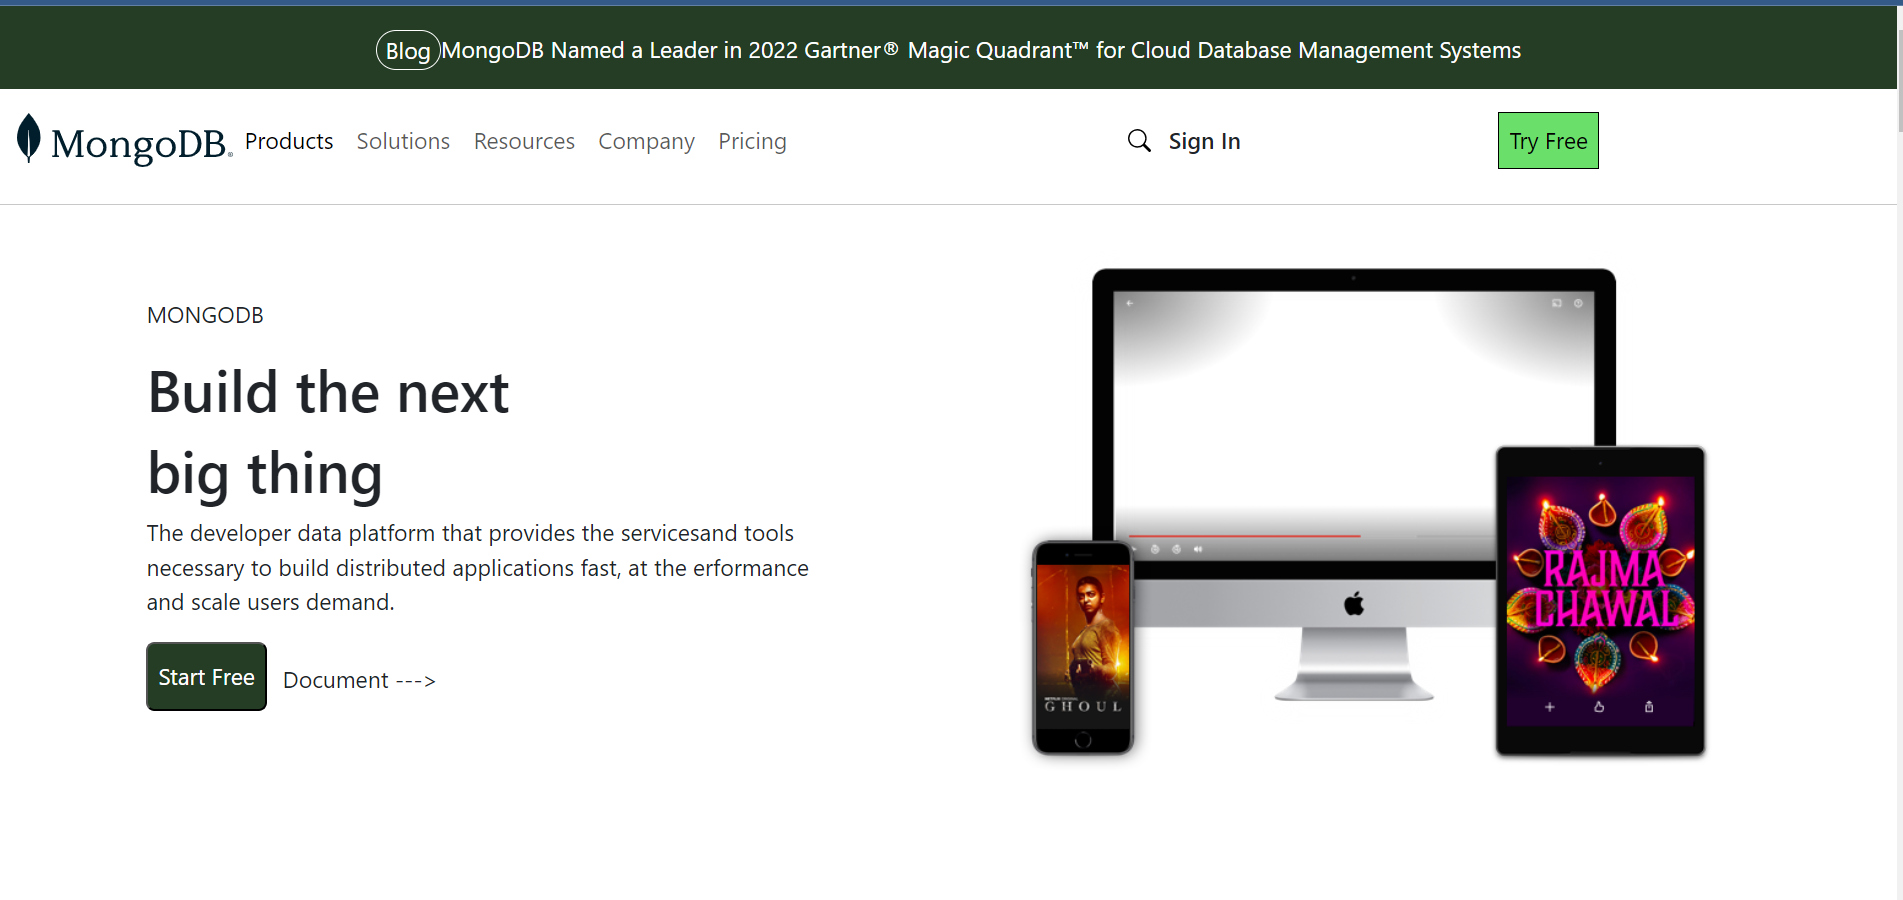 Blog MongoDB Named a Leader in 2022 Gartner® Magic Quadrant™ for Cloud Database Management Systems
MongoDB® Products Solutions Resources Company Pricing Sign In Try Free
MONGODB
Build the next
big thing
The developer data platform that provides the servicesand tools
necessary to build distributed applications fast, at the erformance
and scale users demand.
Start Free Document --->
NETFLIX ORIGINAL
GHOUL
RAJMA
CHAWAL